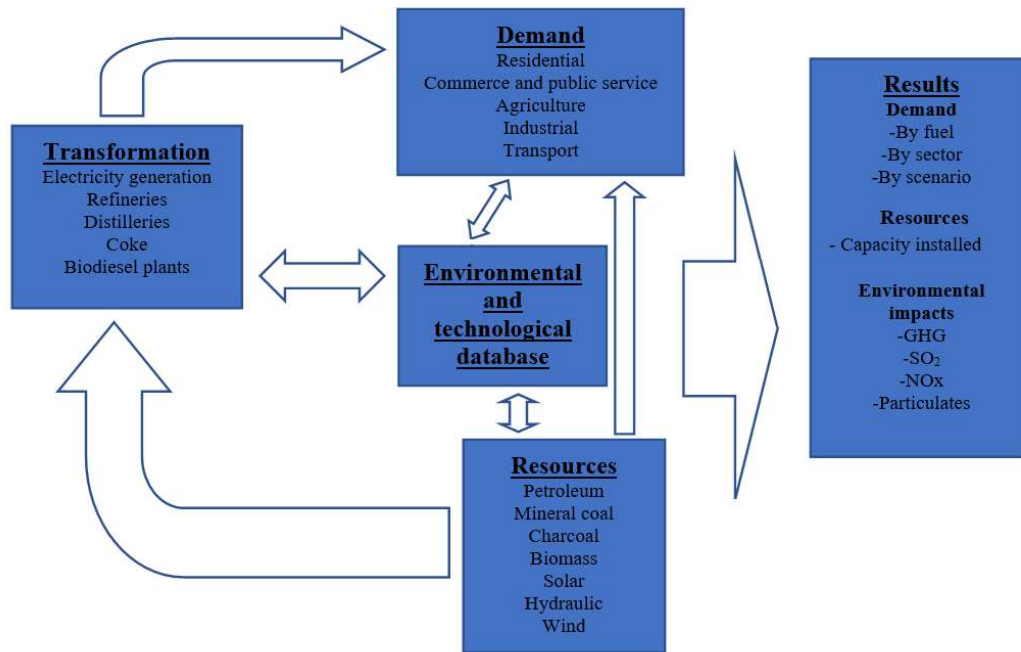 Demand
Residential
Commerce and public service
Agriculture
Industrial
Transport
Transformation
Electricity generation
Refineries
Distilleries
Coke
Biodiesel plants
Environmental
and
technological
database
Resources
Petroleum
Mineral coal
Charcoal
Biomass
Solar
Hydraulic
Wind
Results
Demand
-By fuel
-By sector
-By scenario
Resources
- Capacity installed
Environmental
impacts
-GHG
-SO₂
-NOx
-Particulates